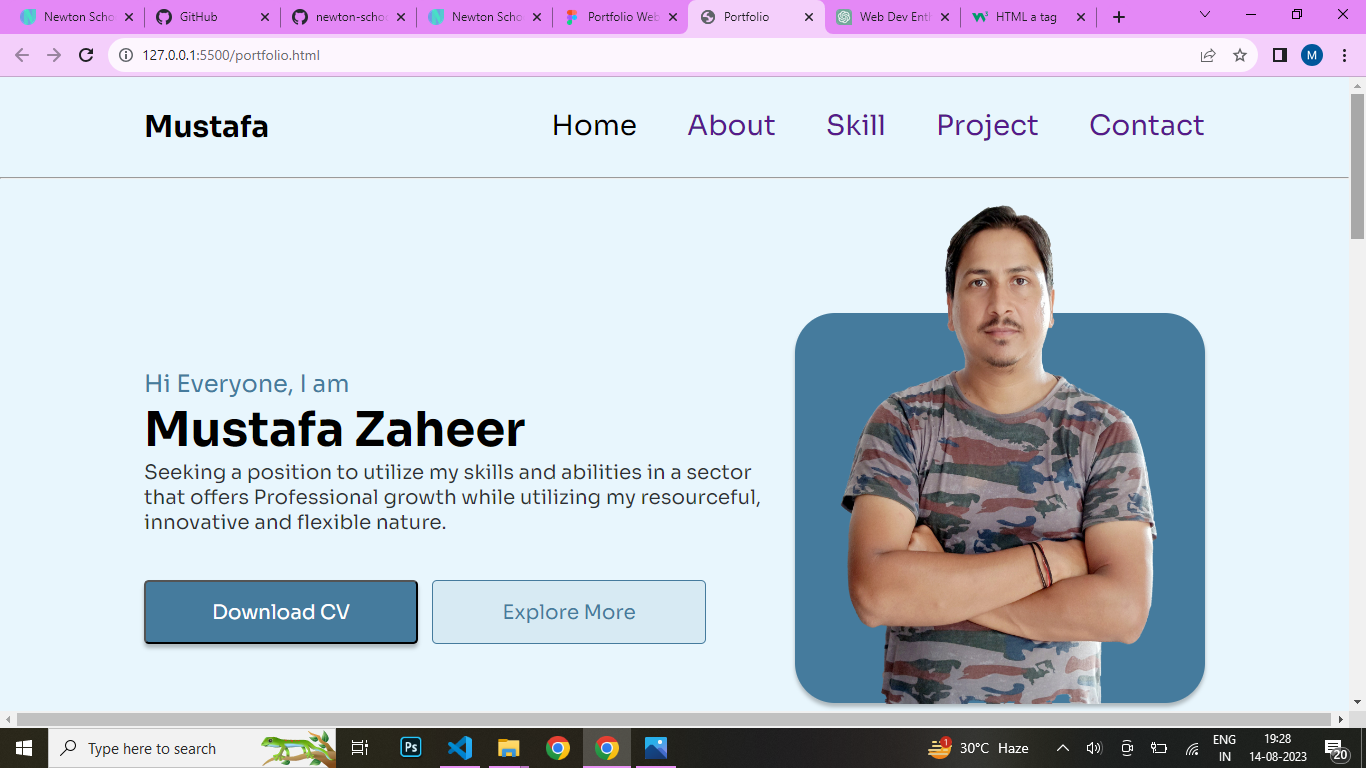 Newton Scho
GitHub
newton-scho
Newton Scho
Portfolio Web
Portfolio
Web Dev Enth
HTML a tag
127.0.0.1:5500/portfolio.html
M
Mustafa
Home About Skill Project Contact
Hi Everyone, I am
Mustafa Zaheer
Seeking a position to utilize my skills and abilities in a sector
that offers Professional growth while utilizing my resourceful,
innovative and flexible nature.
Download CV
Explore More
Type here to search
Ps
1
30°C Haze
ENG
IN
19:28
14-08-2023
20